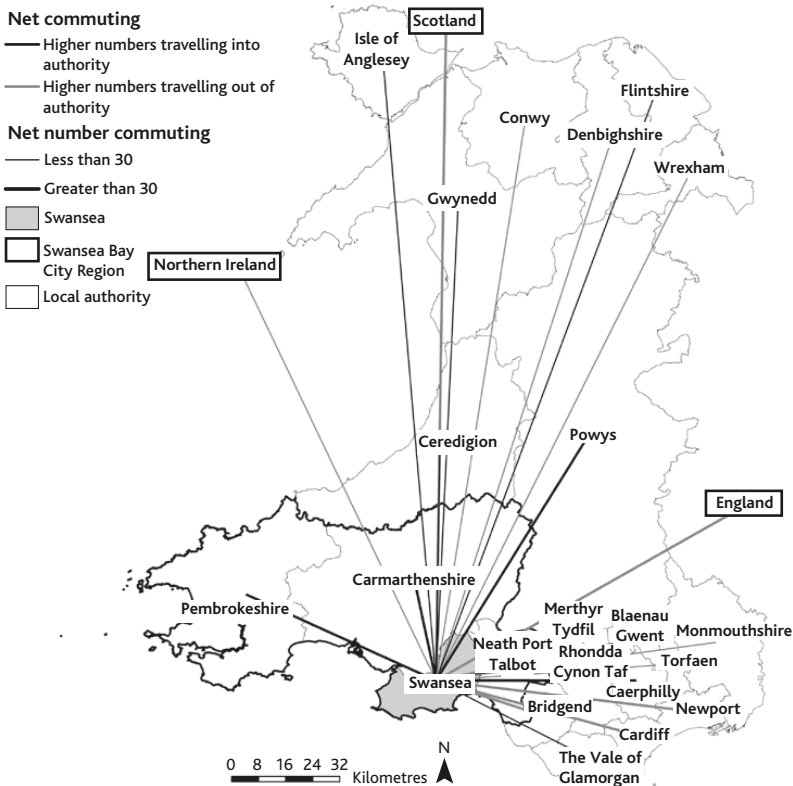 Net commuting
Higher numbers travelling into
authority
Higher numbers travelling out of
authority
Net number commuting
Less than 30
Greater than 30
Swansea
Swansea Bay
City Region
Local authority
Scotland
Isle of
Anglesey
Flintshire
Conwy
Denbighshire
Wrexham
Gwynedd
Northern Ireland
Ceredigion
Powys
England
Carmarthenshire
Pembrokeshire
Merthyr
Tydfil
Blaenau
Gwent
Monmouthshire
Neath Port
Talbot
Rhondda
Cynon Taf
Torfaen
Swansea
Caerphilly
Bridgend
Newport
Cardiff
The Vale of
Glamorgan
N
0 8 16 24 32
Kilometres